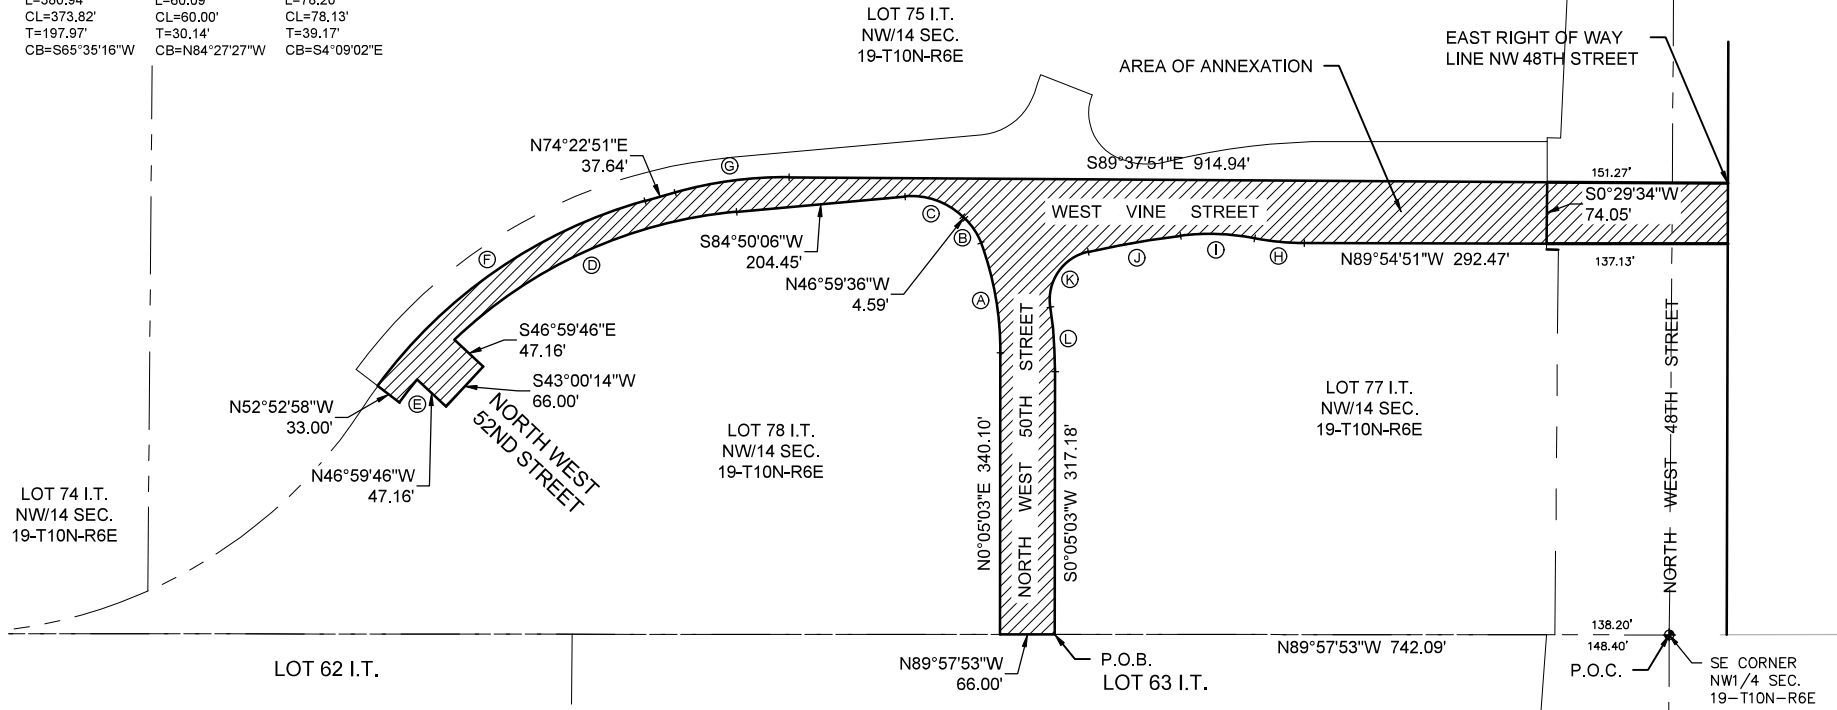 L=380.94' L=60.09' L=78.20'
CL=373.82' CL=60.00' CL=78.13'
T=197.97' T=30.14' T=39.17'
CB=S65°35'16"W CB=N84°27'27"W CB=S4°09'02"E
LOT 75 I.T.
NW/14 SEC.
19-T10N-R6E
EAST RIGHT OF WAY
LINE NW 48TH STREET
AREA OF ANNEXATION
N74°22'51"E
37.64'
G
S89°37'51"E 914.94'
151.27'
S0°29'34"W
74.05'
WEST VINE STREET
C
B
S84°50'06"W
204.45'
F
D
J
I
H
N89°54'51"W 292.47'
137.13'
N46°59'36"W
4.59'
K
A
L
S46°59'46"E
47.16'
S43°00'14"W
66.00'
N52°52'58"W
33.00'
E
NORTH WEST
52ND STREET
N46°59'46"W
47.16'
LOT 78 I.T.
NW/14 SEC.
19-T10N-R6E
LOT 77 I.T.
NW/14 SEC.
19-T10N-R6E
N0°05'03"E 340.10'
NORTH WEST 50TH STREET
S0°05'03"W 317.18'
NORTH WEST 48TH STREET
LOT 74 I.T.
NW/14 SEC.
19-T10N-R6E
138.20'
N89°57'53"W 742.09'
148.40'
LOT 62 I.T.
N89°57'53"W
66.00'
P.O.B.
LOT 63 I.T.
P.O.C.
SE CORNER
NW1/4 SEC.
19-T10N-R6E